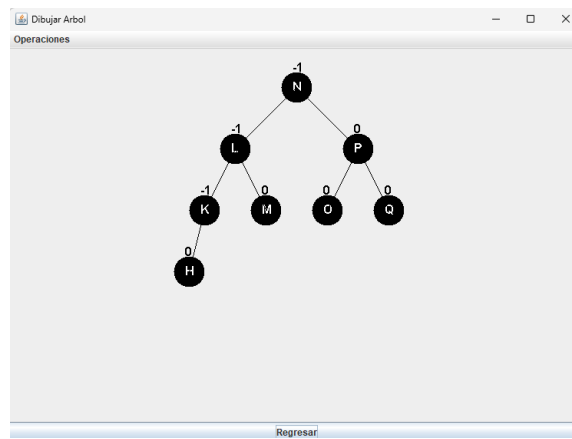 Dibujar Arbol
Operaciones
-1
N
-1 0
L P
-1 0 0 0
K M O Q
0
H
Regresar